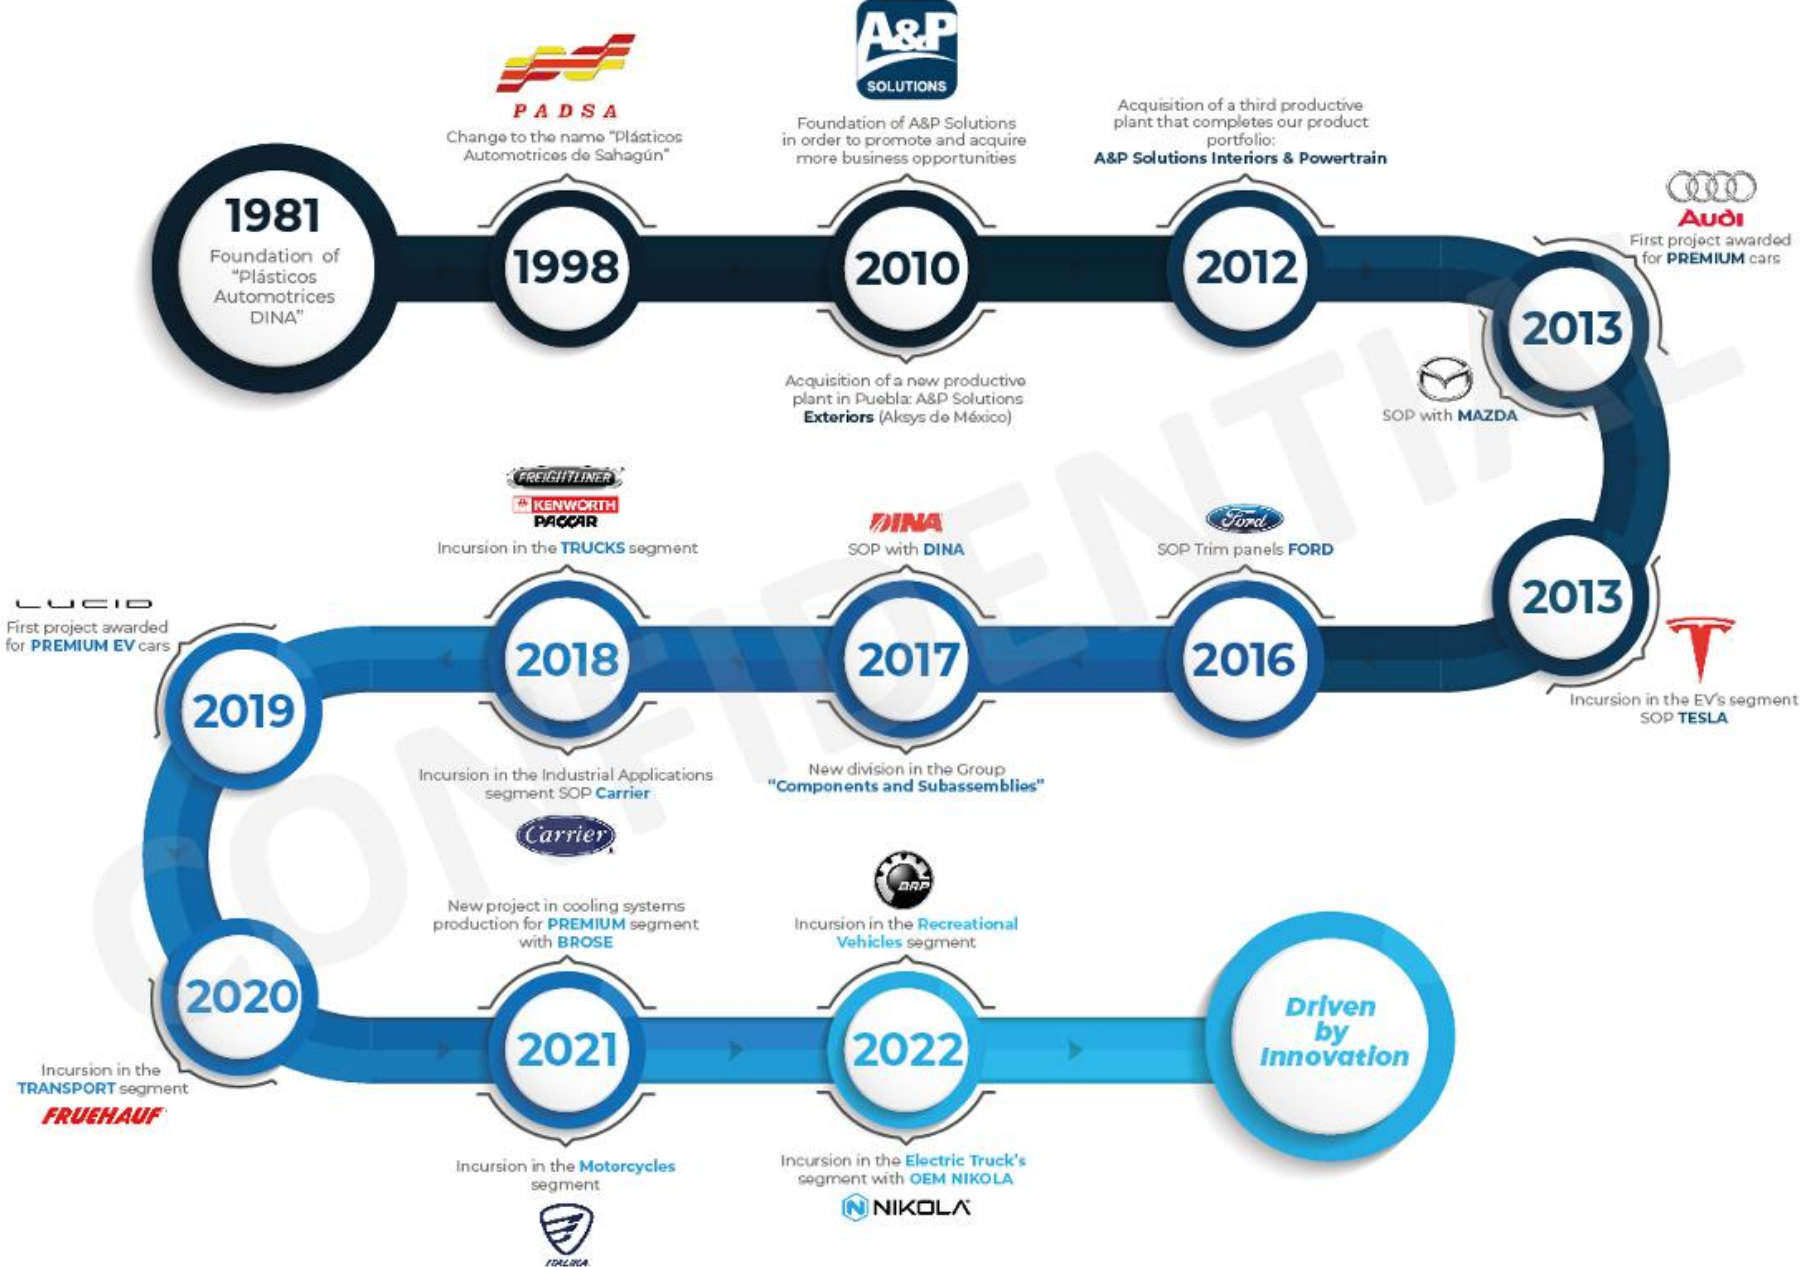 PADSA
Change to the name "Plásticos
Automotrices de Sahagún"
A&P
SOLUTIONS
Foundation of A&P Solutions
in order to promote and acquire
more business opportunities
Acquisition of a third productive
plant that completes our product
portfolio:
A&P Solutions Interiors & Powertrain
1981
Foundation of
"Plásticos
Automotrices
DINA"
1998
2010
2012
Audi
First project awarded
for PREMIUM cars
2013
SOP with MAZDA
Acquisition of a new productive
plant in Puebla: A&P Solutions
Exteriors (Aksys de México)
2013
TESLA
Incursion in the EV's segment
SOP TESLA
Ford
SOP Trim panels FORD
2016
DINA
SOP with DINA
2017
New division in the Group
"Components and Subassemblies"
FREIGHTLINER
KENWORTH
PACCAR
Incursion in the TRUCKS segment
2018
Incursion in the Industrial Applications
segment SOP Carrier
Carrier
LUCID
First project awarded
for PREMIUM EV cars
2019
2020
Incursion in the
TRANSPORT segment
FRUEHAUF
New project in cooling systems
production for PREMIUM segment
with BROSE
2021
Incursion in the Motorcycles
segment
ITALIKA
BRP
Incursion in the Recreational
Vehicles segment
2022
Incursion in the Electric Truck's
segment with OEM NIKOLA
NIKOLA
Driven
by
Innovation
CONFIDENTIAL